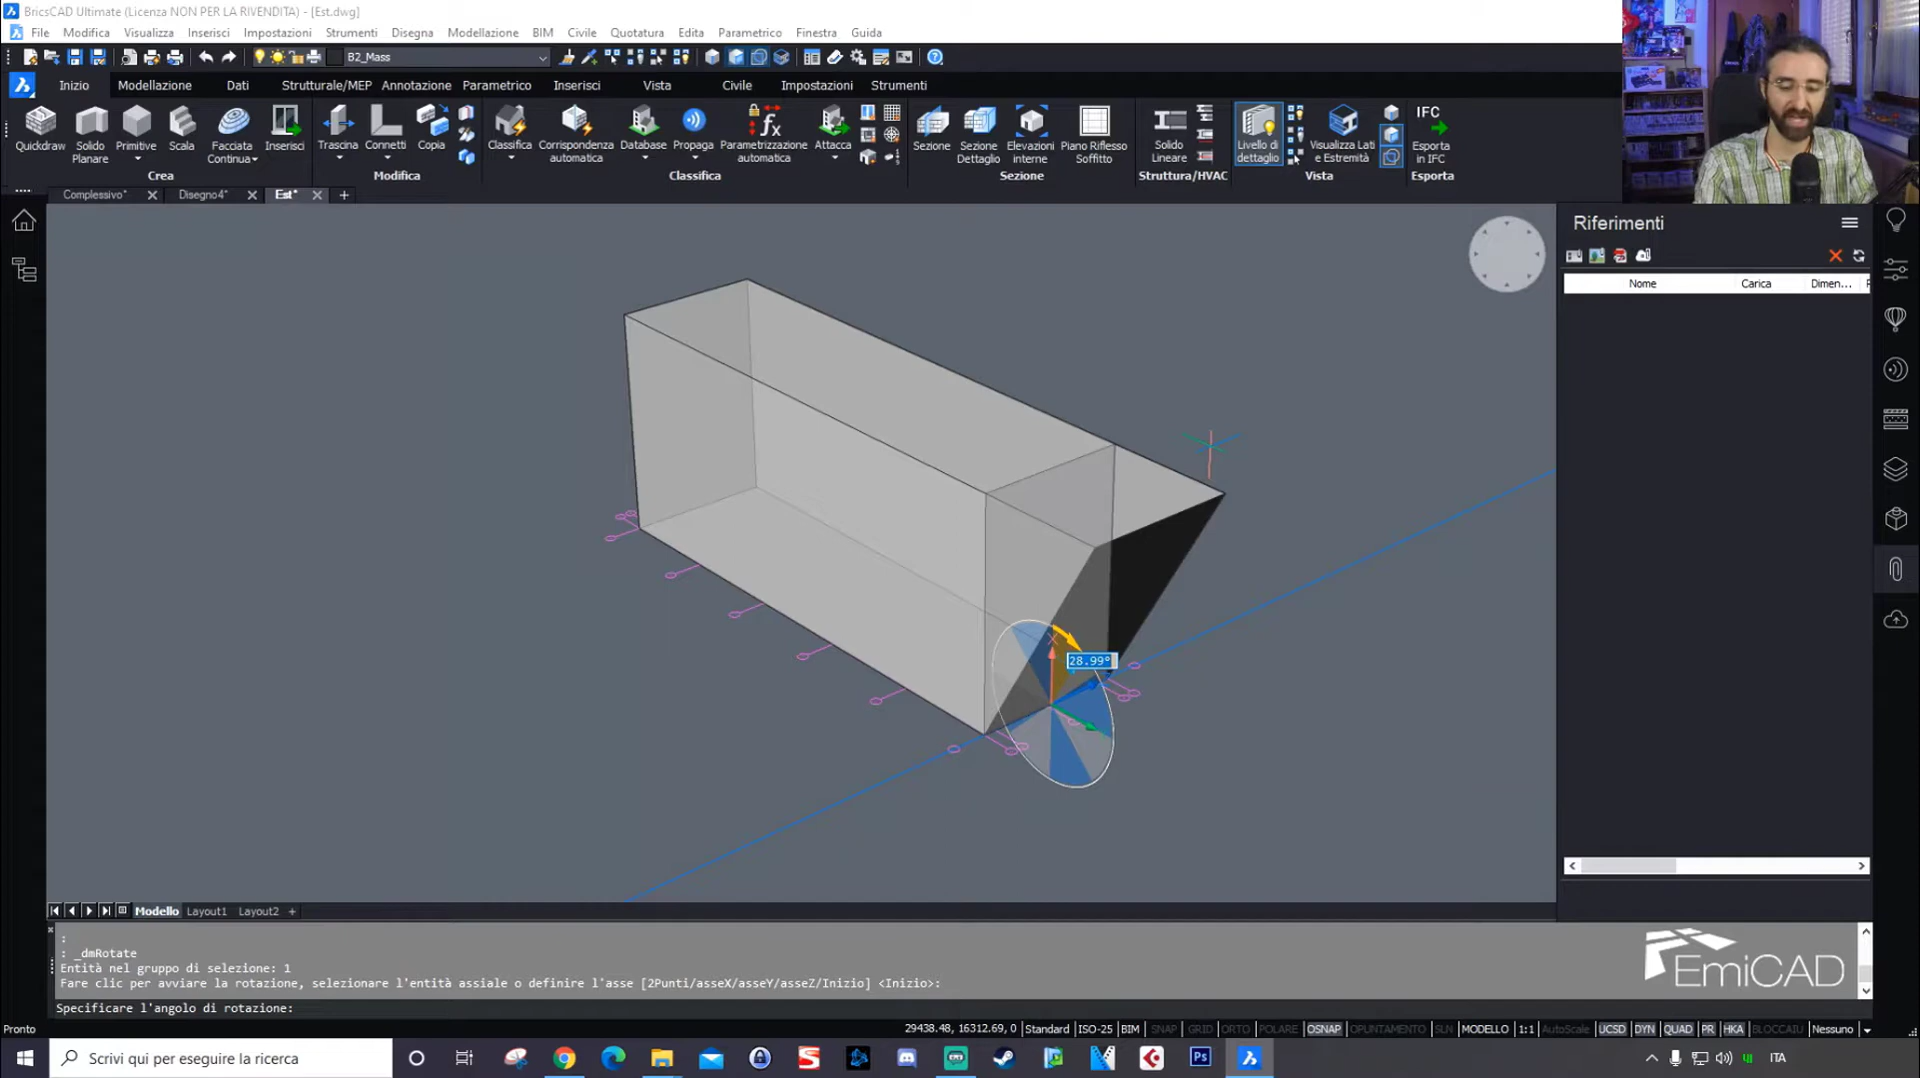 BricsCAD Ultimate (Licenza NON PER LA RIVENDITA) - [Est.dwg]
File Modifica Visualizza Inserisci Impostazioni Strumenti Disegna Modellazione BIM Civile Quotatura Edita Parametrico Finestra Guida
B2_Mass
Inizio Modellazione Dati Strutturale/MEP Annotazione Parametrico Inserisci Vista Civile Impostazioni Strumenti
Quickdraw Solido Planare Primitive Scala Facciata Continua Inserisci Trascina Connetti Copia Classifica Corrispondenza automatica Database Propaga Parametrizzazione automatica Attacca Sezione Sezione Dettaglio Elevazioni interne Piano Riflesso Soffitto Solido Lineare Livello di dettaglio Visualizza Lati e Estremità IFC Esporta in IFC
Crea Modifica Classifica Sezione Struttura/HVAC Vista Esporta
Complessivo* Disegno4* Est*
Riferimenti
Nome Carica Dimen...
28.99°
Modello Layout1 Layout2 +
:
: _dmRotate
Entità nel gruppo di selezione: 1
Fare clic per avviare la rotazione, selezionare l'entità assiale o definire l'asse [2Punti/asseX/asseY/asseZ/Inizio] <Inizio>:
Specificare l'angolo di rotazione:
EmiCAD
Pronto 29438.48, 16312.69, 0 Standard ISO-25 BIM SNAP GRID ORTO POLARE OSNAP OPUNTAMENTO SLN MODELLO 1:1 AutoScale UCSD DYN QUAD PR HKA BLOCCAIU Nessuno
Scrivi qui per eseguire la ricerca
Ps
ITA